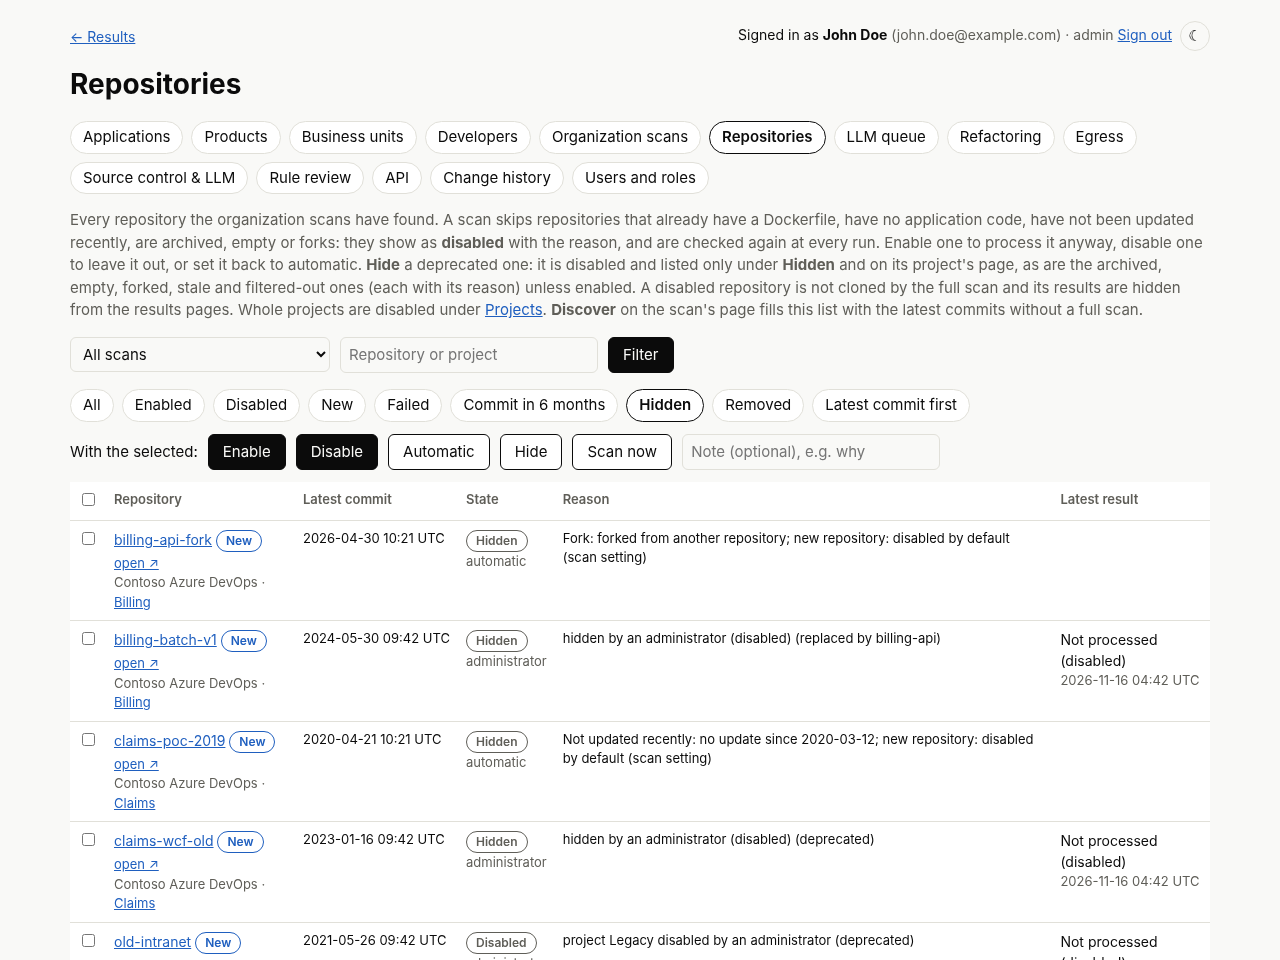 ← Results
Signed in as John Doe (john.doe@example.com) · admin Sign out
Repositories
Applications Products Business units Developers Organization scans Repositories LLM queue Refactoring Egress
Source control & LLM Rule review API Change history Users and roles
Every repository the organization scans have found. A scan skips repositories that already have a Dockerfile, have no application code, have not been updated
recently, are archived, empty or forks: they show as disabled with the reason, and are checked again at every run. Enable one to process it anyway, disable one
to leave it out, or set it back to automatic. Hide a deprecated one: it is disabled and listed only under Hidden and on its project's page, as are the archived,
empty, forked, stale and filtered-out ones (each with its reason) unless enabled. A disabled repository is not cloned by the full scan and its results are hidden
from the results pages. Whole projects are disabled under Projects. Discover on the scan's page fills this list with the latest commits without a full scan.
All scans Repository or project Filter
All Enabled Disabled New Failed Commit in 6 months Hidden Removed Latest commit first
With the selected: Enable Disable Automatic Hide Scan now Note (optional), e.g. why
Repository Latest commit State Reason Latest result
billing-api-fork New 2026-04-30 10:21 UTC Hidden Fork: forked from another repository; new repository: disabled by default
open ↗ automatic (scan setting)
Contoso Azure DevOps ·
Billing
billing-batch-v1 New 2024-05-30 09:42 UTC Hidden hidden by an administrator (disabled) (replaced by billing-api) Not processed
open ↗ administrator (disabled)
Contoso Azure DevOps · 2026-11-16 04:42 UTC
Billing
claims-poc-2019 New 2020-04-21 10:21 UTC Hidden Not updated recently: no update since 2020-03-12; new repository: disabled
open ↗ automatic by default (scan setting)
Contoso Azure DevOps ·
Claims
claims-wcf-old New 2023-01-16 09:42 UTC Hidden hidden by an administrator (disabled) (deprecated) Not processed
open ↗ administrator (disabled)
Contoso Azure DevOps · 2026-11-16 04:42 UTC
Claims
old-intranet New 2021-05-26 09:42 UTC Disabled project Legacy disabled by an administrator (deprecated) Not processed